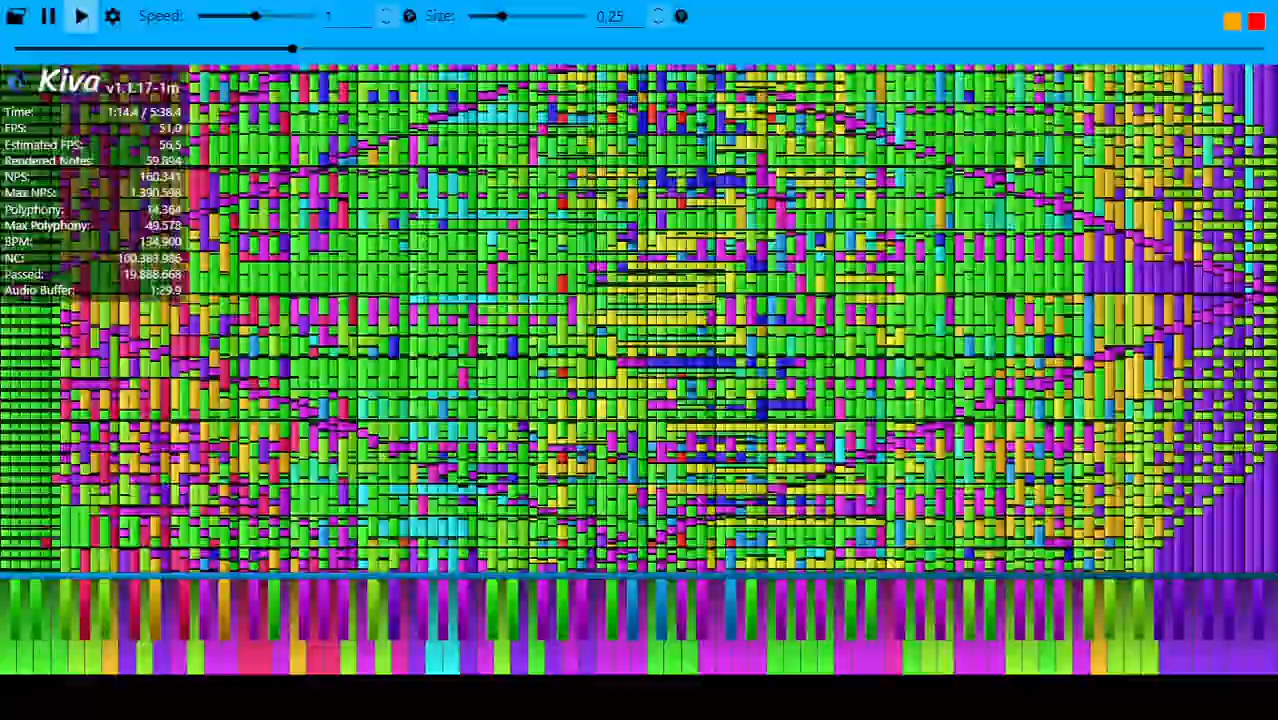 Speed: 1 Size: 0,25
Kiva v1.1.17-1m
Time: 1:14.4 / 5:38.4
FPS: 51,0
Estimated FPS: 56,5
Rendered Notes: 59.894
NPS: 160.341
Max NPS: 1.390.598
Polyphony: 14.364
Max Polyphony: 49.578
BPM: 134,900
NC: 100.383.986
Passed: 19.888.668
Audio Buffer: 1:29.9